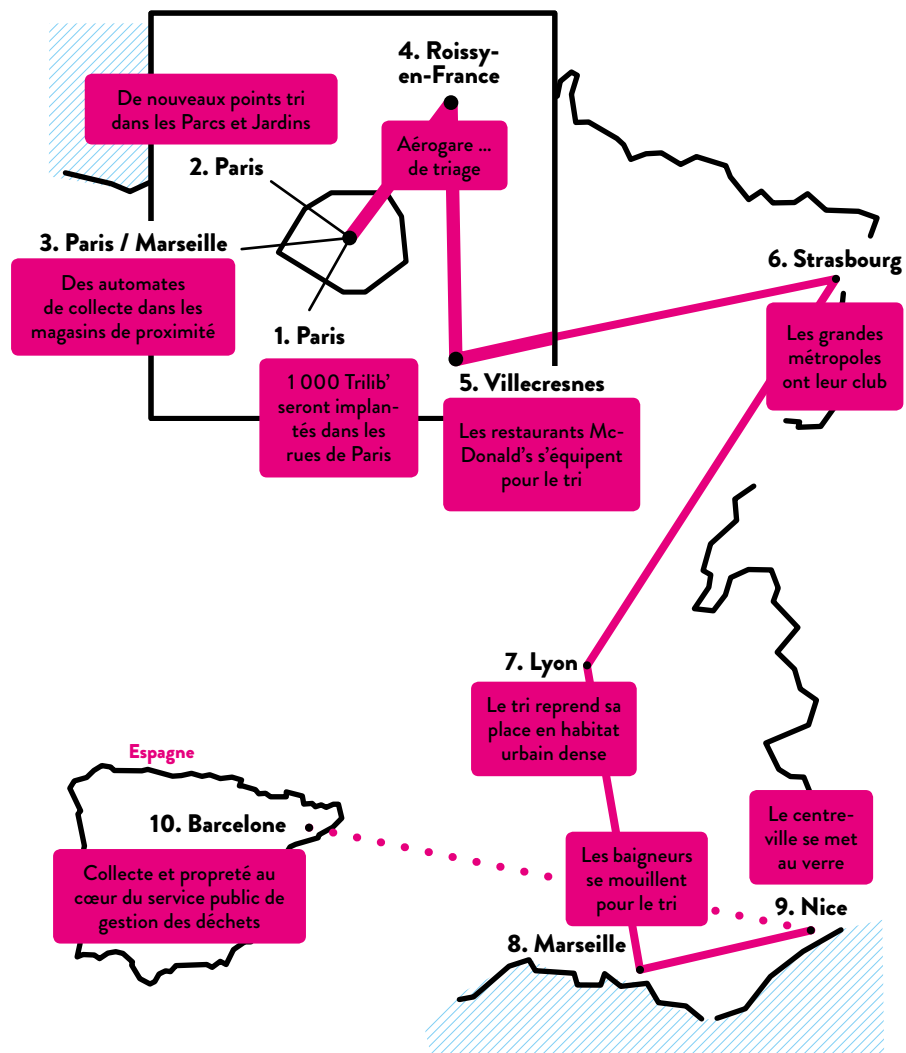 4. Roissy-
en-France
De nouveaux points tri
dans les Parcs et Jardins
Aérogare ...
de triage
2. Paris
3. Paris / Marseille
Des automates
de collecte dans les
magasins de proximité
1. Paris
1 000 Trilib’
seront implan-
tés dans les
rues de Paris
5. Villecresnes
Les restaurants Mc-
Donald’s s’équipent
pour le tri
6. Strasbourg
Les grandes
métropoles
ont leur club
7. Lyon
Le tri reprend sa
place en habitat
urbain dense
Espagne
10. Barcelone
Collecte et propreté au
cœur du service public de
gestion des déchets
Les baigneurs
se mouillent
pour le tri
8. Marseille
Le centre-
ville se met
au verre
9. Nice